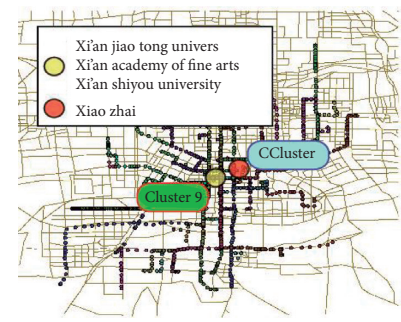 Xi'an jiao tong univers
Xi'an academy of fine arts
Xi'an shiyou university
Xiao zhai
CCluster
Cluster 9